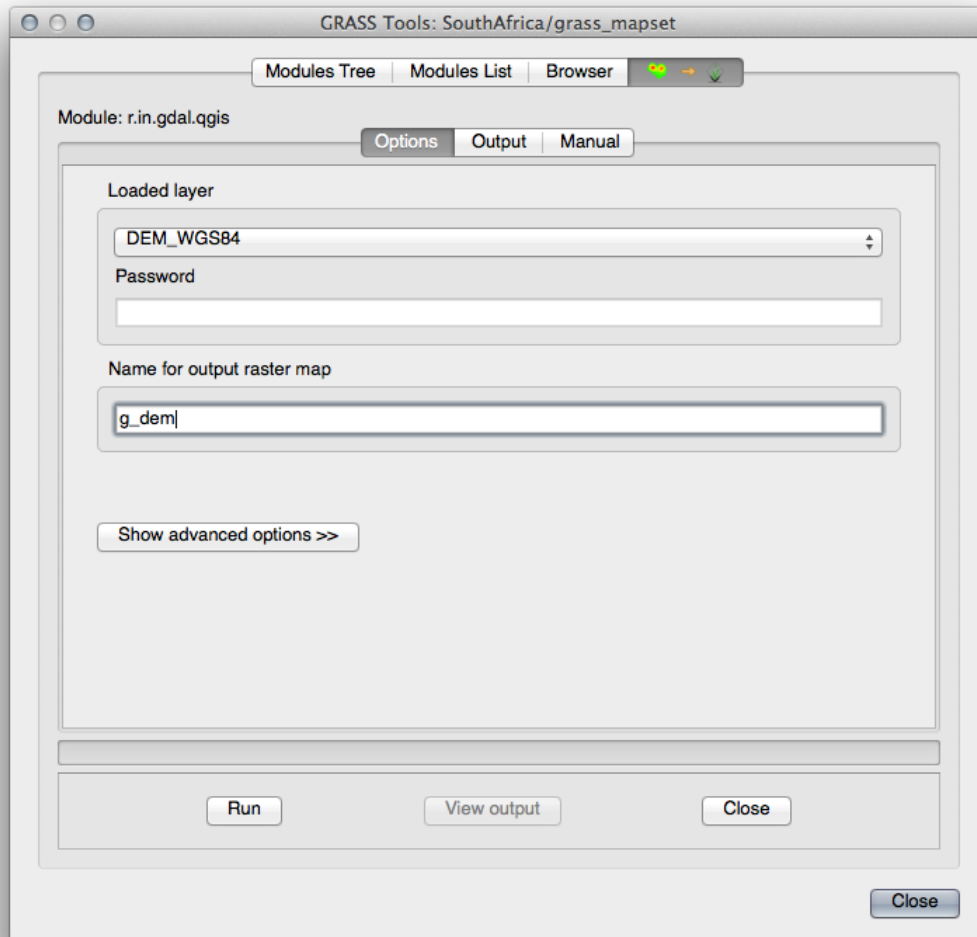 GRASS Tools: SouthAfrica/grass_mapset
Modules Tree Modules List Browser
Module: r.in.gdal.qgis
Options Output Manual
Loaded layer
DEM_WGS84
Password
Name for output raster map
g_dem
Show advanced options >>
Run View output Close
Close